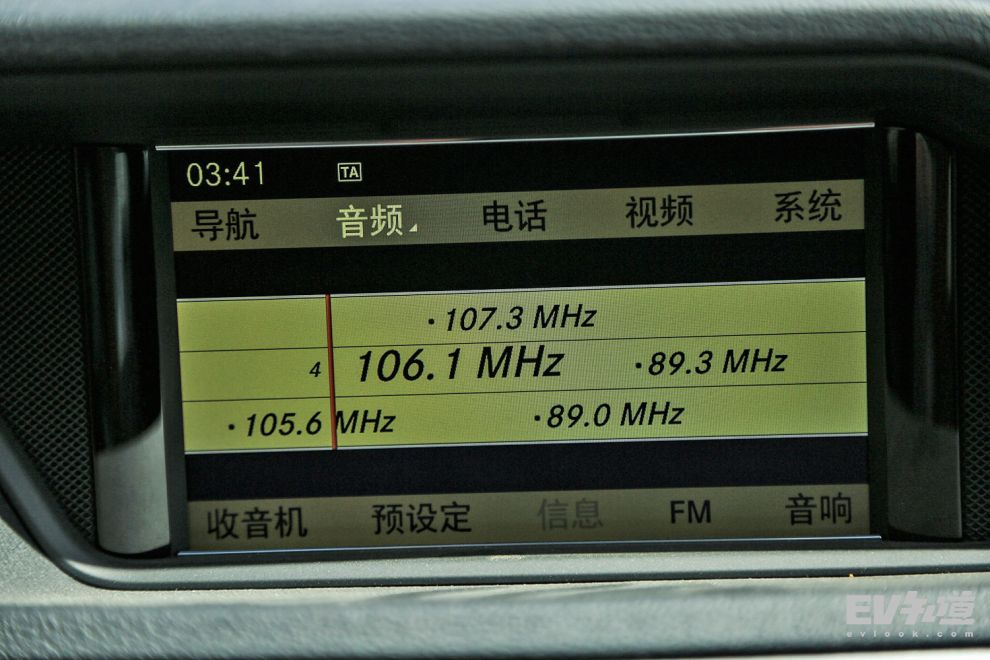 03:41 TA
导航 音频 电话 视频 系统
·107.3 MHz
4 106.1 MHz ·89.3 MHz
·105.6 MHz ·89.0 MHz
收音机 预设定 信息 FM 音响
EV知道
evlook.com